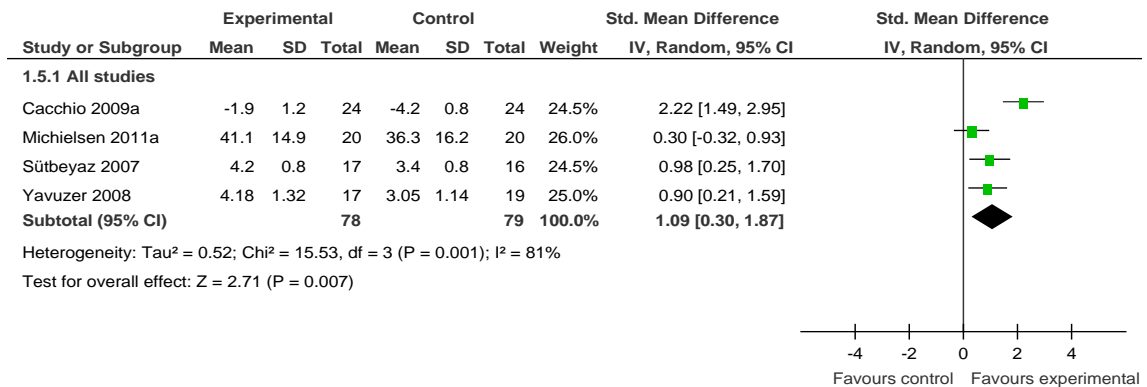 Experimental Control Std. Mean Difference Std. Mean Difference
Study or Subgroup Mean SD Total Mean SD Total Weight IV, Random, 95% CI IV, Random, 95% CI
1.5.1 All studies
Cacchio 2009a -1.9 1.2 24 -4.2 0.8 24 24.5% 2.22 [1.49, 2.95]
Michielsen 2011a 41.1 14.9 20 36.3 16.2 20 26.0% 0.30 [-0.32, 0.93]
Sütbeyaz 2007 4.2 0.8 17 3.4 0.8 16 24.5% 0.98 [0.25, 1.70]
Yavuzer 2008 4.18 1.32 17 3.05 1.14 19 25.0% 0.90 [0.21, 1.59]
Subtotal (95% CI) 78 79 100.0% 1.09 [0.30, 1.87]
Heterogeneity: Tau² = 0.52; Chi² = 15.53, df = 3 (P = 0.001); I² = 81%
Test for overall effect: Z = 2.71 (P = 0.007)
-4 -2 0 2 4
Favours control Favours experimental